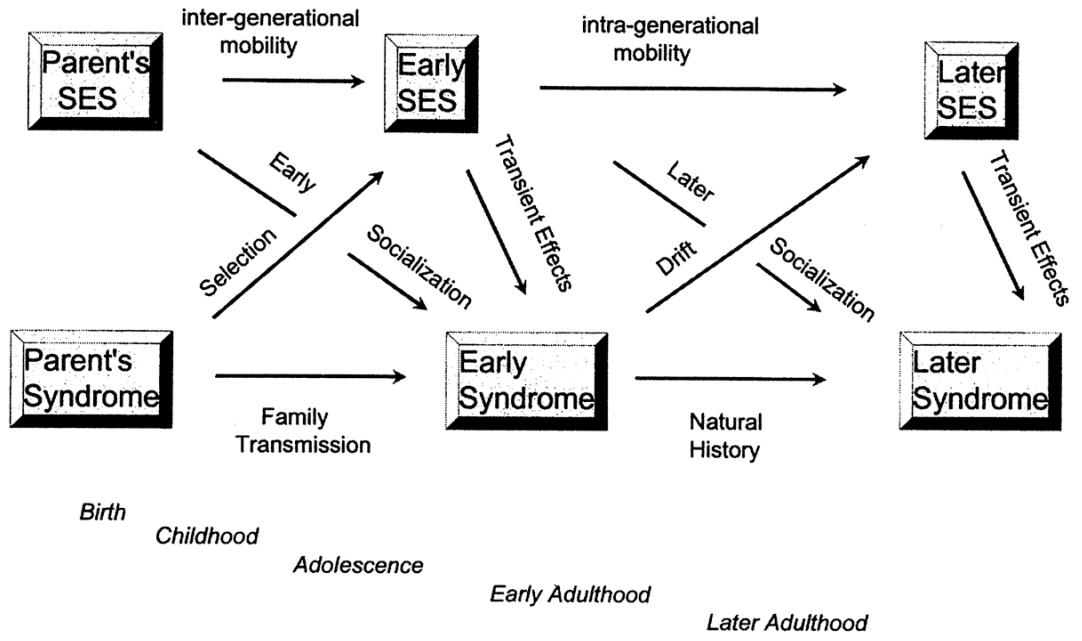 inter-generational
mobility
intra-generational
mobility
Parent's
SES
Early
SES
Later
SES
Early
Socialization
Selection
Transient Effects
Later
Socialization
Drift
Transient Effects
Parent's
Syndrome
Early
Syndrome
Later
Syndrome
Family
Transmission
Natural
History
Birth
Childhood
Adolescence
Early Adulthood
Later Adulthood